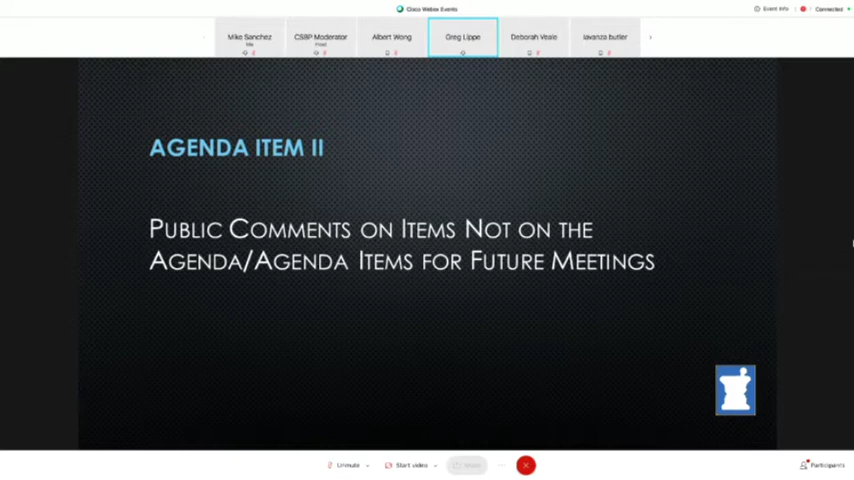 Cisco Webex Events
Event Info
Connected
Mike Sanchez
Me
CSBP Moderator
Host
Albert Wong
Greg Lippe
Deborah Veale
lavanza butler
AGENDA ITEM II
PUBLIC COMMENTS ON ITEMS NOT ON THE
AGENDA/AGENDA ITEMS FOR FUTURE MEETINGS
Unmute
Start video
Share
Participants